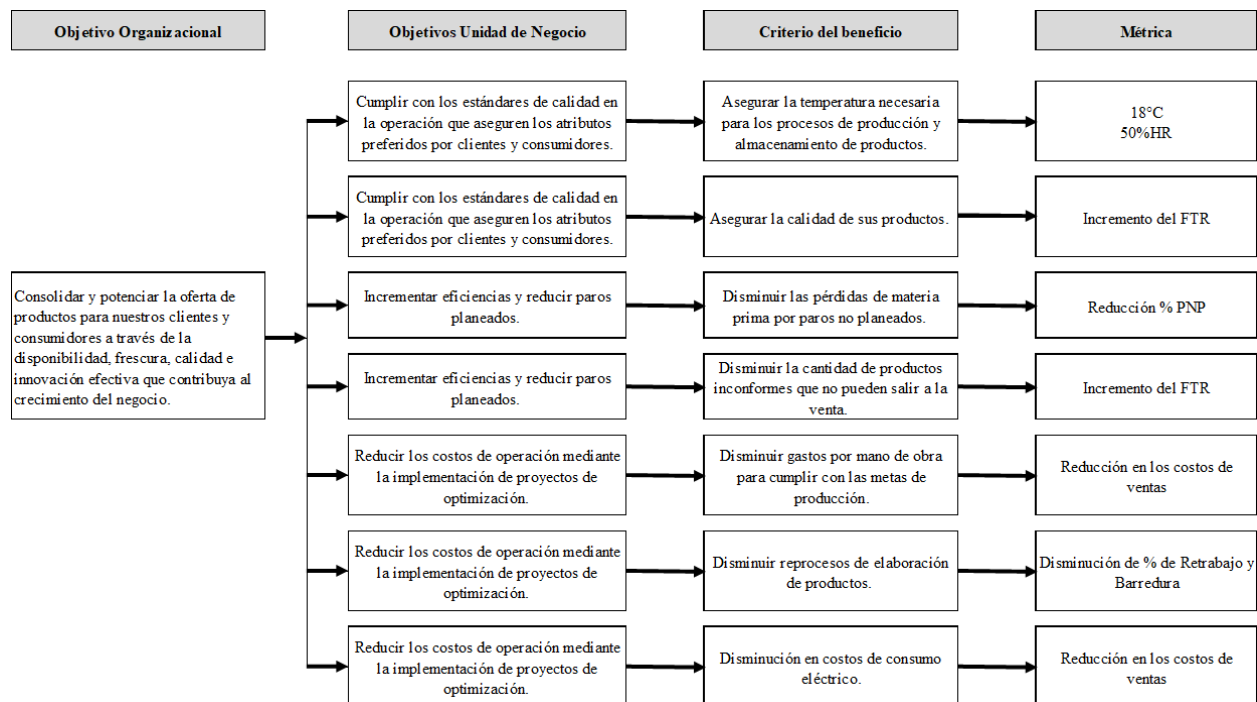 Objetivo Organizacional
Objetivos Unidad de Negocio
Criterio del beneficio
Métrica
Consolidar y potenciar la oferta de
productos para nuestros clientes y
consumidores a través de la
disponibilidad, frescura, calidad e
innovación efectiva que contribuya al
crecimiento del negocio.
Cumplir con los estándares de calidad en
la operación que aseguren los atributos
preferidos por clientes y consumidores.
Asegurar la temperatura necesaria
para los procesos de producción y
almacenamiento de productos.
18°C
50%HR
Cumplir con los estándares de calidad en
la operación que aseguren los atributos
preferidos por clientes y consumidores.
Asegurar la calidad de sus productos.
Incremento del FTR
Incrementar eficiencias y reducir paros
planeados.
Disminuir las pérdidas de materia
prima por paros no planeados.
Reducción % PNP
Incrementar eficiencias y reducir paros
planeados.
Disminuir la cantidad de productos
inconformes que no pueden salir a la
venta.
Incremento del FTR
Reducir los costos de operación mediante
la implementación de proyectos de
optimización.
Disminuir gastos por mano de obra
para cumplir con las metas de
producción.
Reducción en los costos de
ventas
Reducir los costos de operación mediante
la implementación de proyectos de
optimización.
Disminuir reprocesos de elaboración
de productos.
Disminución de % de Retrabajo y
Barredura
Reducir los costos de operación mediante
la implementación de proyectos de
optimización.
Disminución en costos de consumo
eléctrico.
Reducción en los costos de
ventas